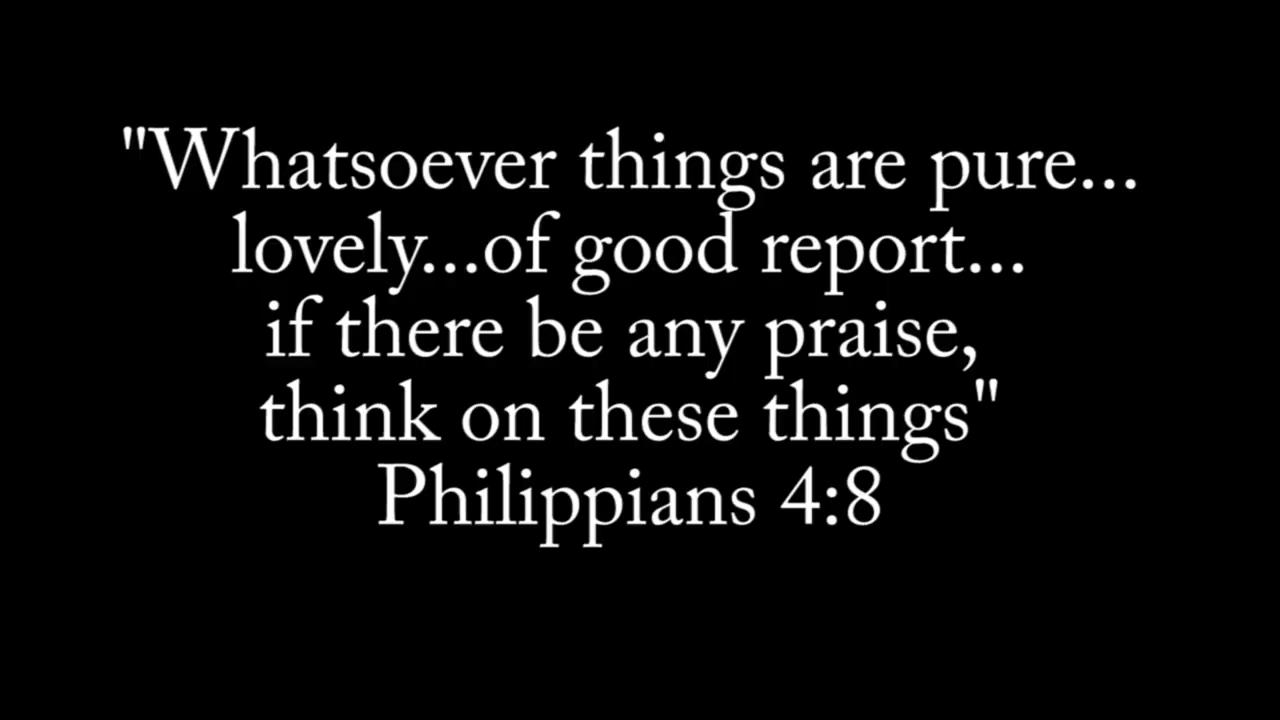 "Whatsoever things are pure...
lovely...of good report...
if there be any praise,
think on these things"
Philippians 4:8